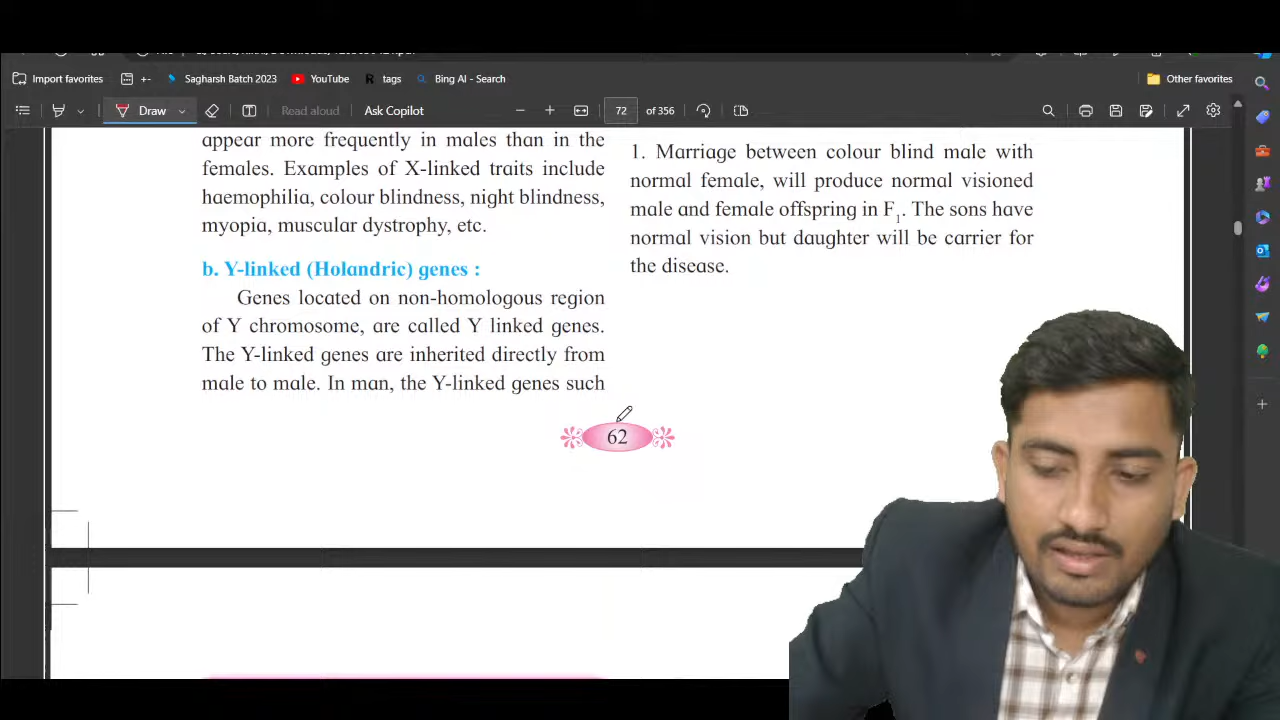 Import favorites
+-
Sagharsh Batch 2023
YouTube
tags
Bing AI - Search
Other favorites
Draw
Read aloud
Ask Copilot
72
of 356
appear more frequently in males than in the
females. Examples of X-linked traits include
haemophilia, colour blindness, night blindness,
myopia, muscular dystrophy, etc.
b. Y-linked (Holandric) genes :
Genes located on non-homologous region
of Y chromosome, are called Y linked genes.
The Y-linked genes are inherited directly from
male to male. In man, the Y-linked genes such
1. Marriage between colour blind male with
normal female, will produce normal visioned
male and female offspring in F1. The sons have
normal vision but daughter will be carrier for
the disease.
62